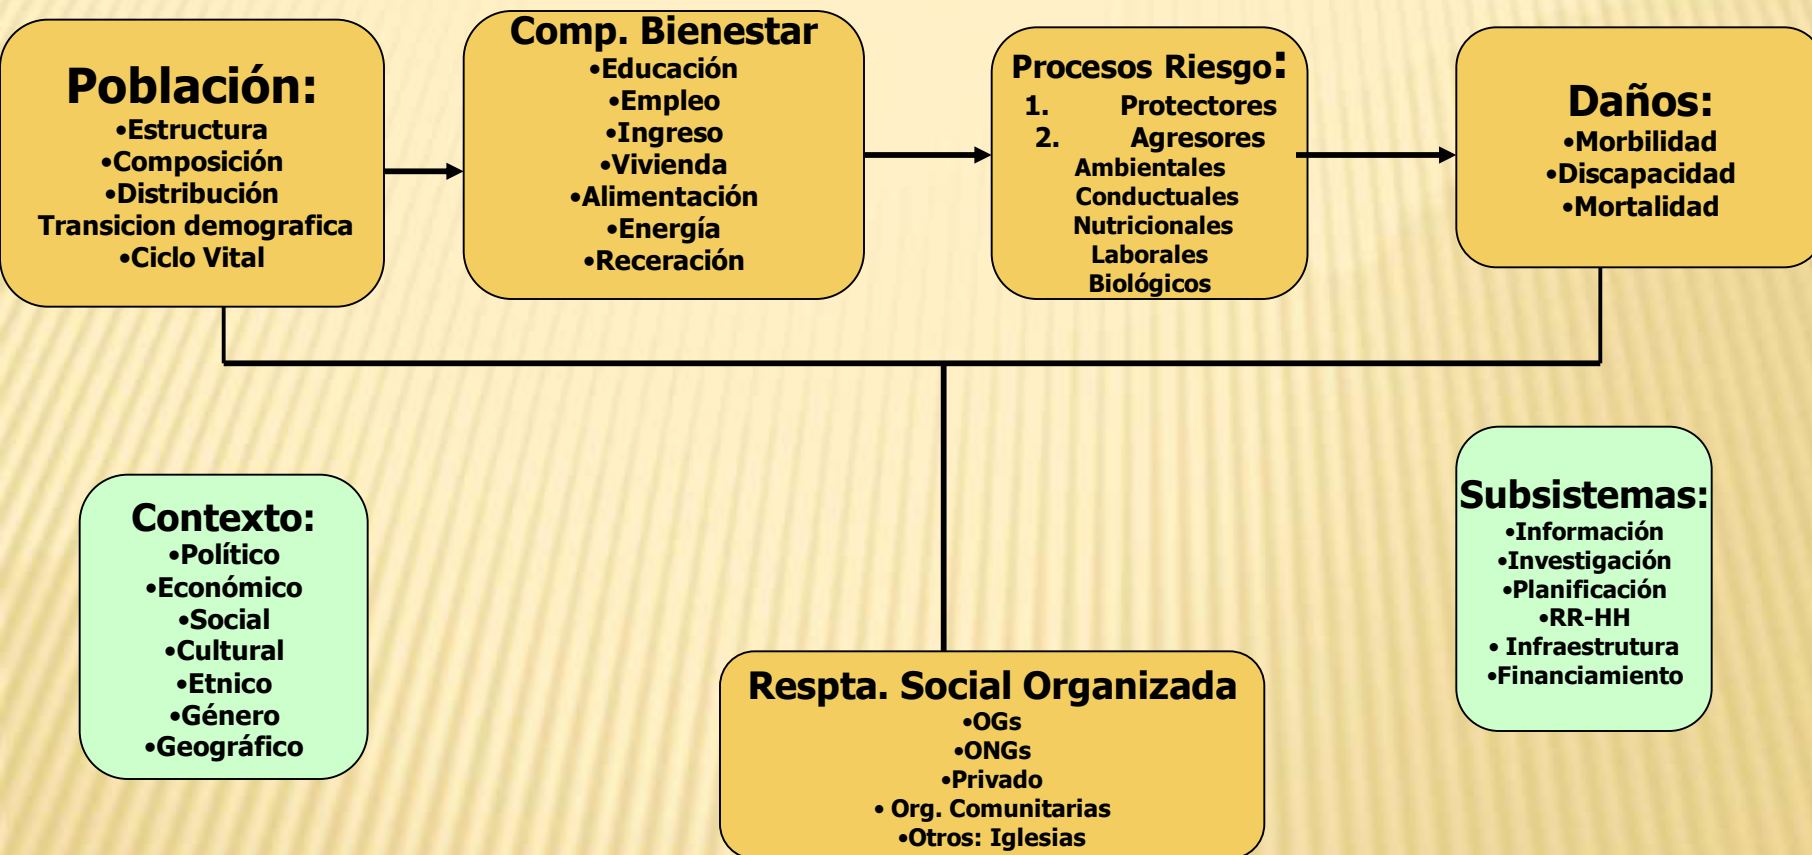 Población:
•Estructura
•Composición
•Distribución
Transicion demografica
•Ciclo Vital
Comp. Bienestar
•Educación
•Empleo
•Ingreso
•Vivienda
•Alimentación
•Energía
•Receración
Procesos Riesgo:
1. Protectores
2. Agresores
Ambientales
Conductuales
Nutricionales
Laborales
Biológicos
Daños:
•Morbilidad
•Discapacidad
•Mortalidad
Contexto:
•Político
•Económico
•Social
•Cultural
•Etnico
•Género
•Geográfico
Respta. Social Organizada
•OGs
•ONGs
•Privado
• Org. Comunitarias
•Otros: Iglesias
Subsistemas:
•Información
•Investigación
•Planificación
•RR-HH
• Infraestrutura
•Financiamiento